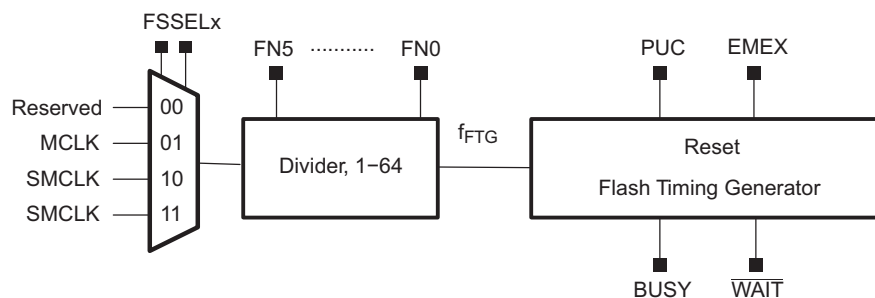 FSSELx
FN5 ........... FN0
PUC EMEX
Reserved 00
MCLK 01
SMCLK 10
SMCLK 11
Divider, 1−64
fFTG
Reset
Flash Timing Generator
BUSY WAIT